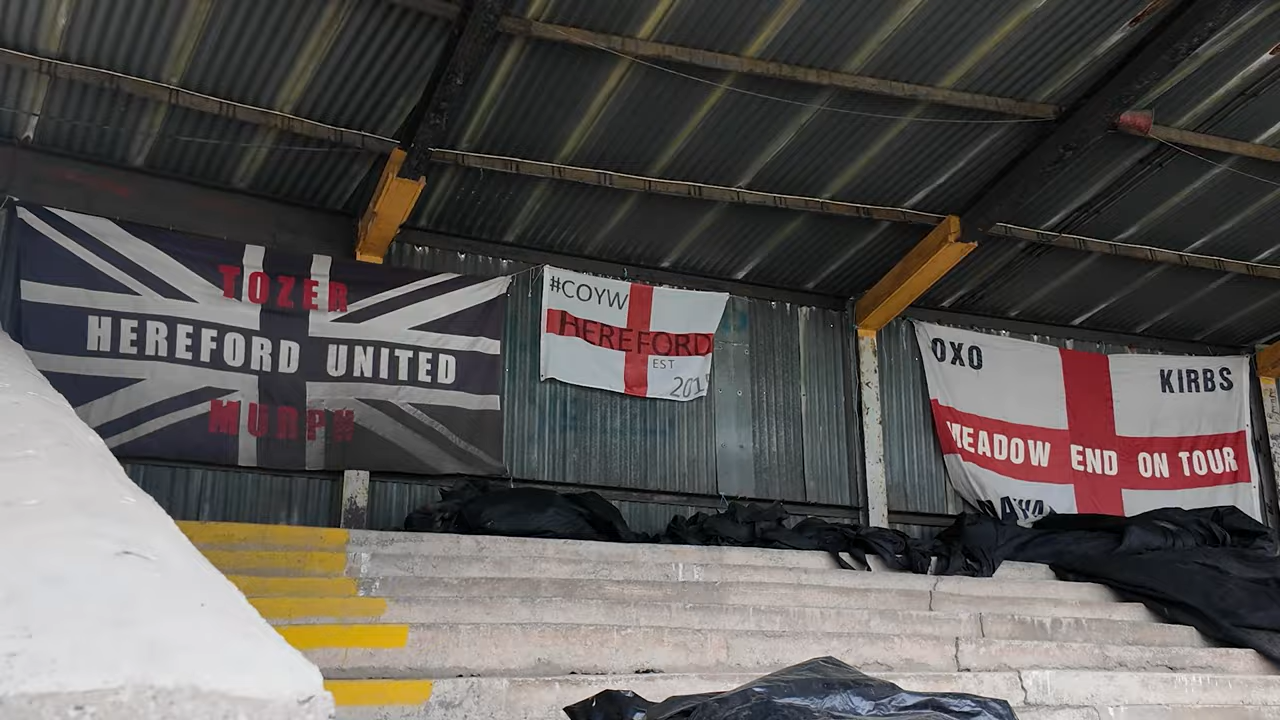 TOZER
HEREFORD UNITED
MURPH
#COYW
HEREFORD
EST
OXO
KIRBS
MEADOW END ON TOUR